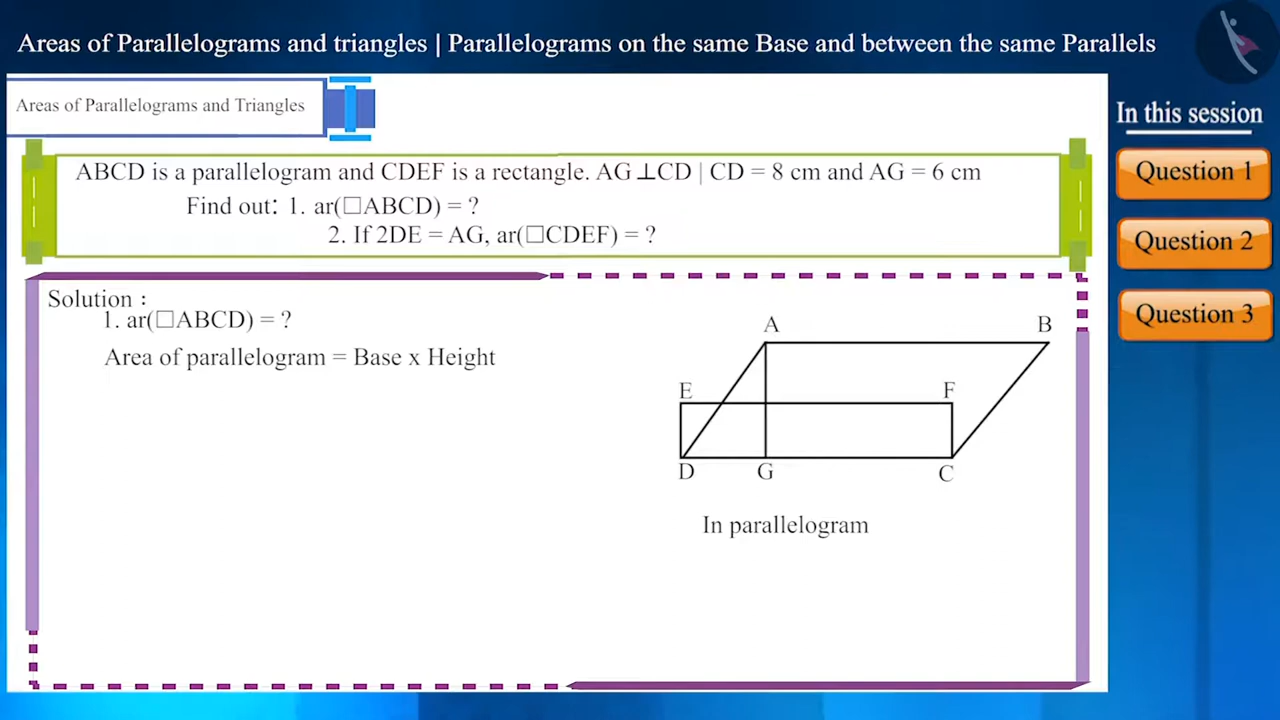 Areas of Parallelograms and triangles | Parallelograms on the same Base and between the same Parallels
In this session
Question 1
Question 2
Question 3
Areas of Parallelograms and Triangles
ABCD is a parallelogram and CDEF is a rectangle. AG ⊥CD | CD = 8 cm and AG = 6 cm
Find out: 1. ar(□ABCD) = ?
2. If 2DE = AG, ar(□CDEF) = ?
Solution :
1. ar(□ABCD) = ?
Area of parallelogram = Base x Height
A B
E F
D G C
In parallelogram